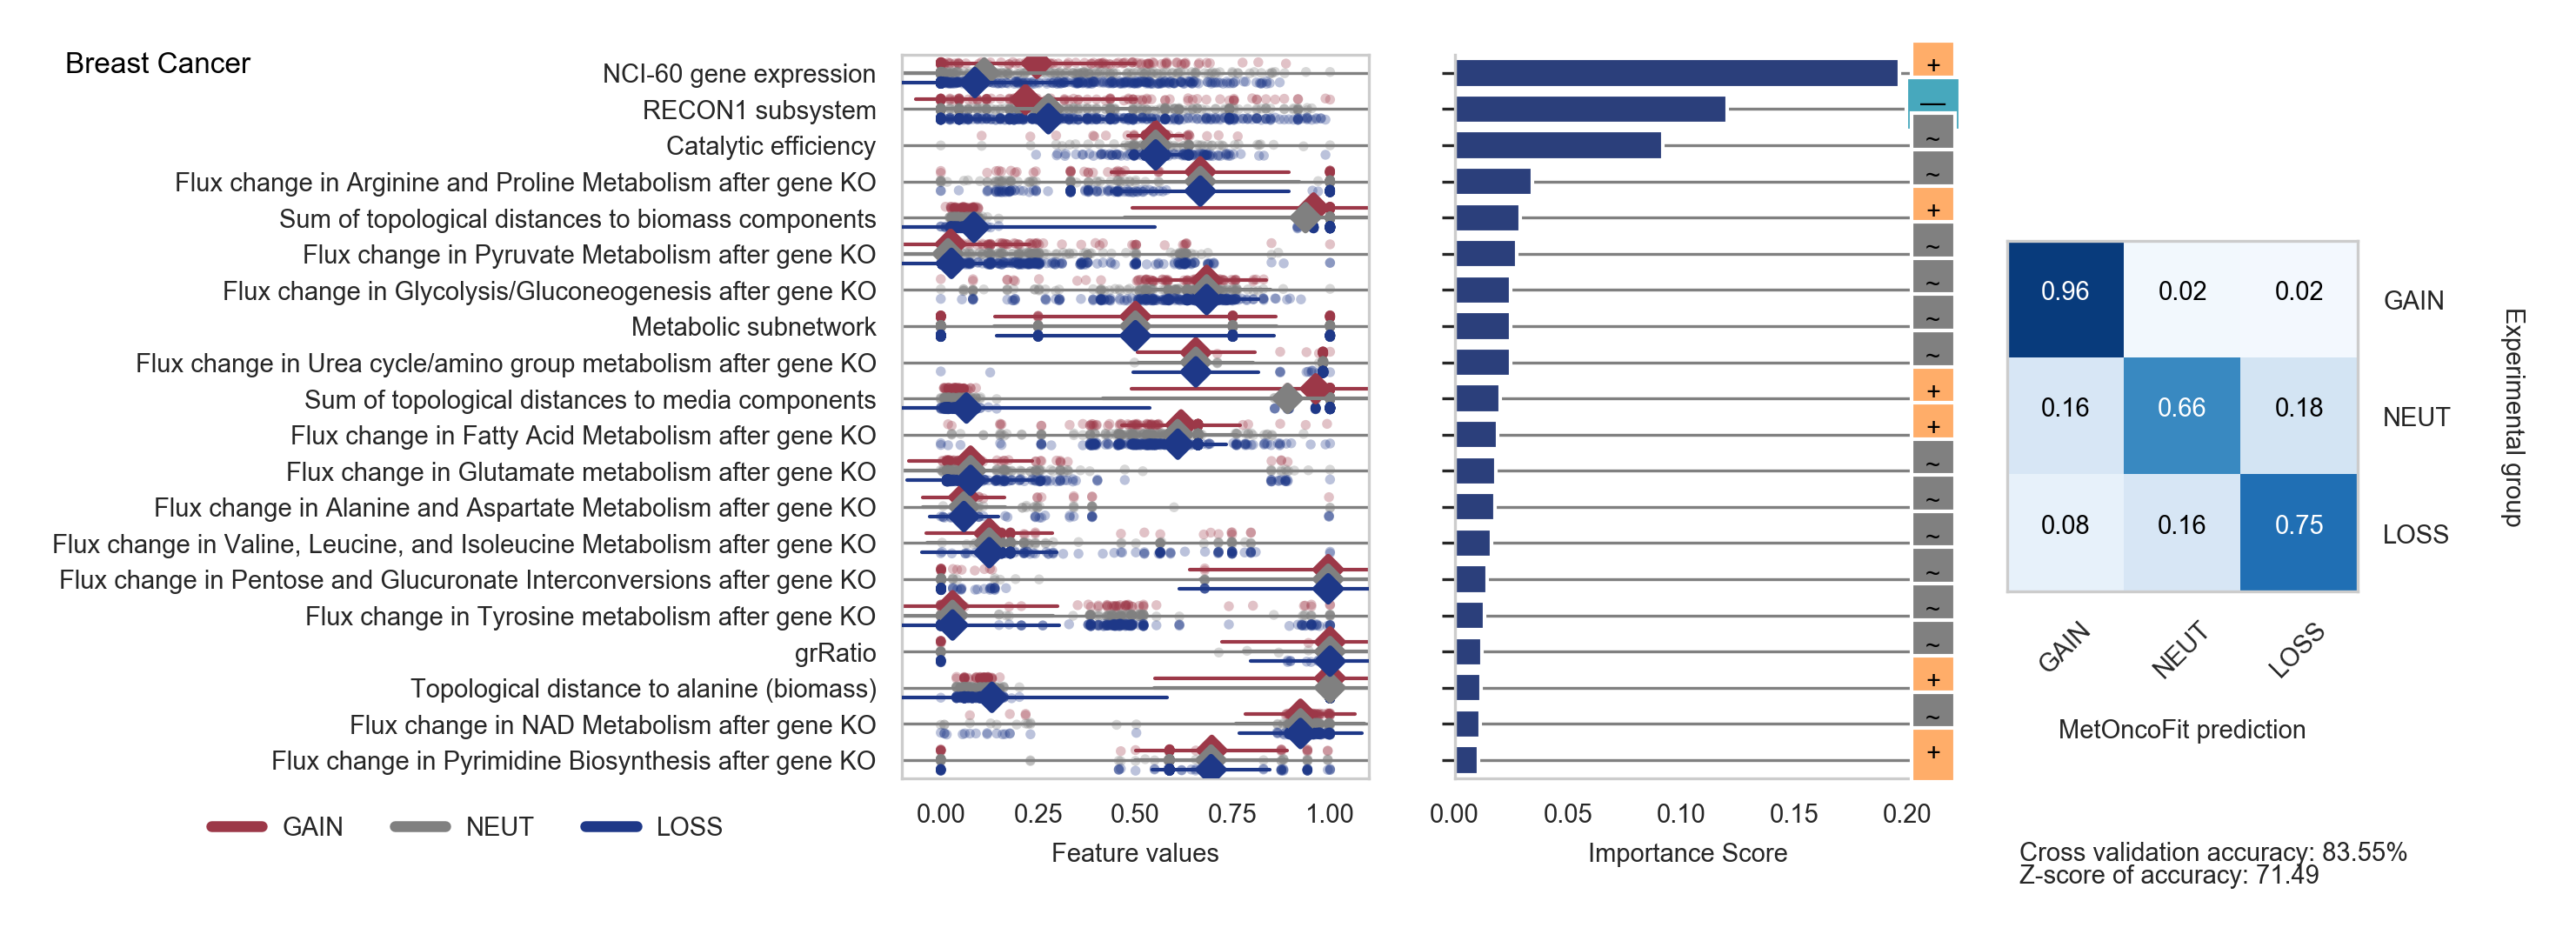 Breast Cancer
NCI-60 gene expression
RECON1 subsystem
Catalytic efficiency
Flux change in Arginine and Proline Metabolism after gene KO
Sum of topological distances to biomass components
Flux change in Pyruvate Metabolism after gene KO
Flux change in Glycolysis/Gluconeogenesis after gene KO
Metabolic subnetwork
Flux change in Urea cycle/amino group metabolism after gene KO
Sum of topological distances to media components
Flux change in Fatty Acid Metabolism after gene KO
Flux change in Glutamate metabolism after gene KO
Flux change in Alanine and Aspartate Metabolism after gene KO
Flux change in Valine, Leucine, and Isoleucine Metabolism after gene KO
Flux change in Pentose and Glucuronate Interconversions after gene KO
Flux change in Tyrosine metabolism after gene KO
grRatio
Topological distance to alanine (biomass)
Flux change in NAD Metabolism after gene KO
Flux change in Pyrimidine Biosynthesis after gene KO
GAIN NEUT LOSS
0.00 0.25 0.50 0.75 1.00
Feature values
+
—
~
~
+
~
~
~
~
+
+
~
~
~
~
~
~
+
~
+
0.00 0.05 0.10 0.15 0.20
Importance Score
0.96 0.02 0.02 GAIN
0.16 0.66 0.18 NEUT
0.08 0.16 0.75 LOSS
Experimental group
GAIN NEUT LOSS
MetOncoFit prediction
Cross validation accuracy: 83.55%
Z-score of accuracy: 71.49